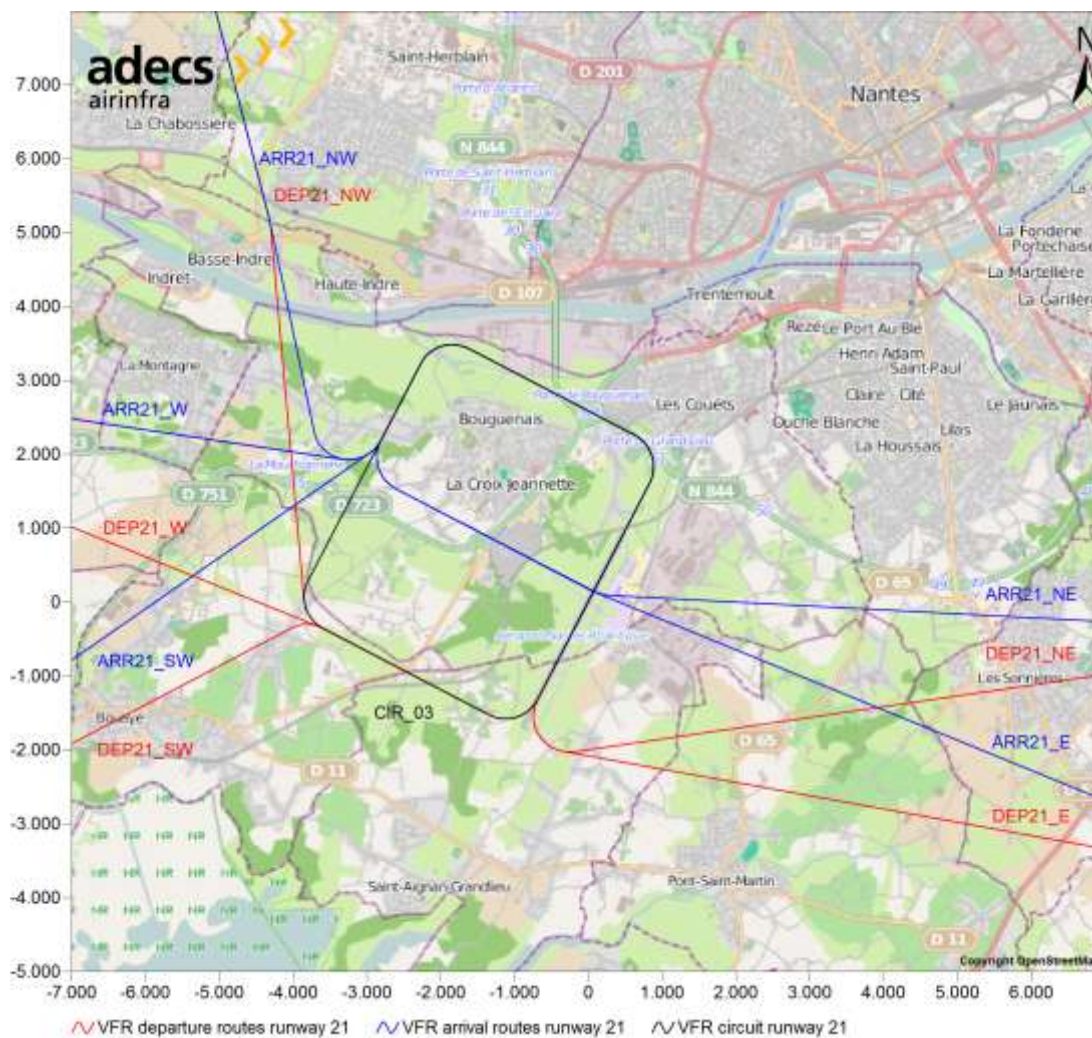 N
adecs
airinfra
Saint-Herblain
D 201
Nantes
La Chabossière
N 844
ARR21_NW
DEP21_NW
Basse-Indre
Indret
Haute-Indre
D 107
Trentemoult
La Fonderie
Portechaise
La Martellière
Rezé
Le Port Au Blé
Henri Adam
Saint-Paul
La Montagne
Claire Cité
Le Jaunais
ARR21_W
Bouguenais
Les Couëts
Ouche Blanche
Lilas
La Houssais
La Croix Jeannette
D 751
D 723
N 844
DEP21_W
D 65
ARR21_NE
DEP21_NE
ARR21_SW
Les Sorinières
CIR_03
Bouaye
DEP21_SW
D 65
ARR21_E
D 11
DEP21_E
Saint-Aignan-Grandlieu
Pont-Saint-Martin
D 11
Copyright OpenStreetMa
7.000
6.000
5.000
4.000
3.000
2.000
1.000
0
-1.000
-2.000
-3.000
-4.000
-5.000
-7.000 -6.000 -5.000 -4.000 -3.000 -2.000 -1.000 0 1.000 2.000 3.000 4.000 5.000 6.000
VFR departure routes runway 21 VFR arrival routes runway 21 VFR circuit runway 21